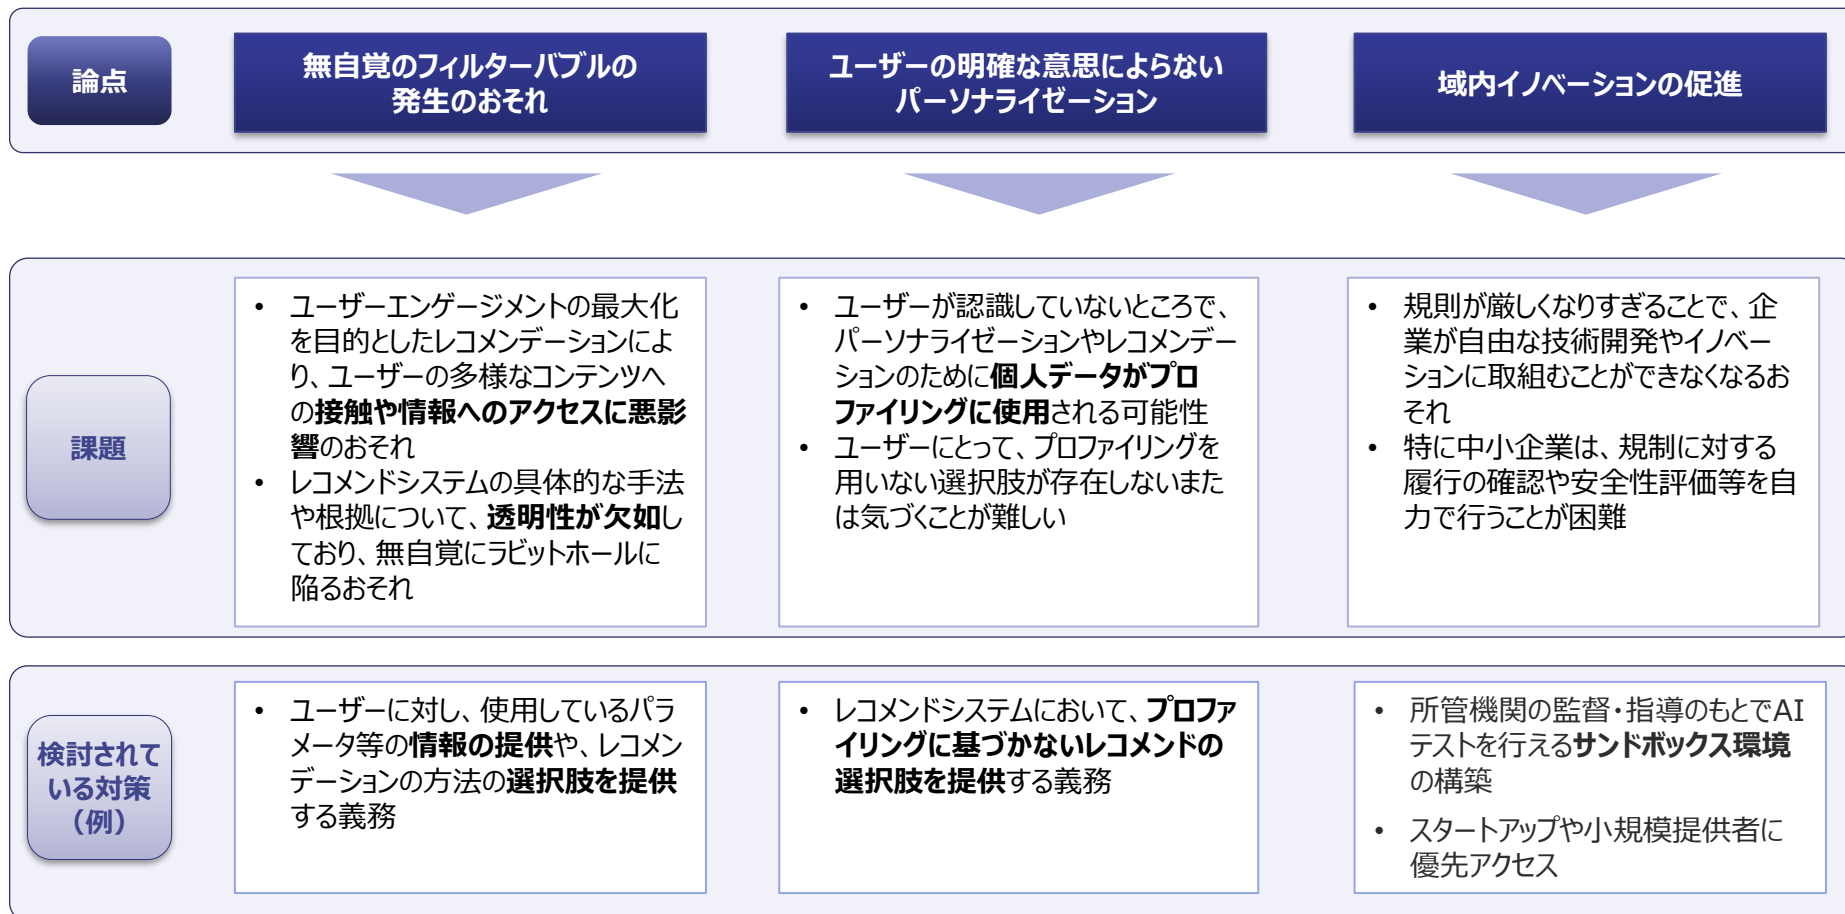 論点
無自覚のフィルターバブルの
発生のおそれ
ユーザーの明確な意思によらない
パーソナライゼーション
域内イノベーションの促進
課題
• ユーザーエンゲージメントの最大化
を目的としたレコメンデーションによ
り、ユーザーの多様なコンテンツへ
の接触や情報へのアクセスに悪影
響のおそれ
• レコメンドシステムの具体的な手法
や根拠について、透明性が欠如し
ており、無自覚にラビットホールに
陥るおそれ
• ユーザーが認識していないところで、
パーソナライゼーションやレコメンデー
ションのために個人データがプロ
ファイリングに使用される可能性
• ユーザーにとって、プロファイリングを
用いない選択肢が存在しないまた
は気づくことが難しい
• 規則が厳しくなりすぎることで、企
業が自由な技術開発やイノベー
ションに取組むことができなくなるお
それ
• 特に中小企業は、規制に対する
履行の確認や安全性評価等を自
力で行うことが困難
検討されて
いる対策
（例）
• ユーザーに対し、使用しているパラ
メータ等の情報の提供や、レコメン
デーションの方法の選択肢を提供
する義務
• レコメンドシステムにおいて、プロファ
イリングに基づかないレコメンドの
選択肢を提供する義務
• 所管機関の監督・指導のもとでAI
テストを行えるサンドボックス環境
の構築
• スタートアップや小規模提供者に
優先アクセス